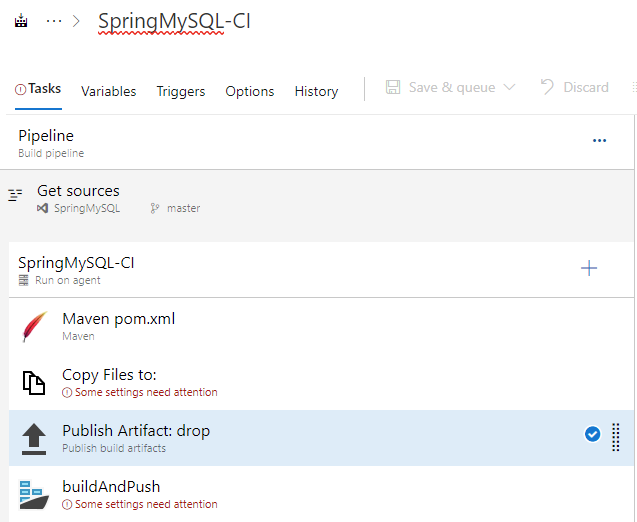 ··· > SpringMySQL-CI
Tasks Variables Triggers Options History Save & queue Discard
Pipeline
Build pipeline
...
Get sources
SpringMySQL master
SpringMySQL-CI
Run on agent
Maven pom.xml
Maven
Copy Files to:
Some settings need attention
Publish Artifact: drop
Publish build artifacts
buildAndPush
Some settings need attention